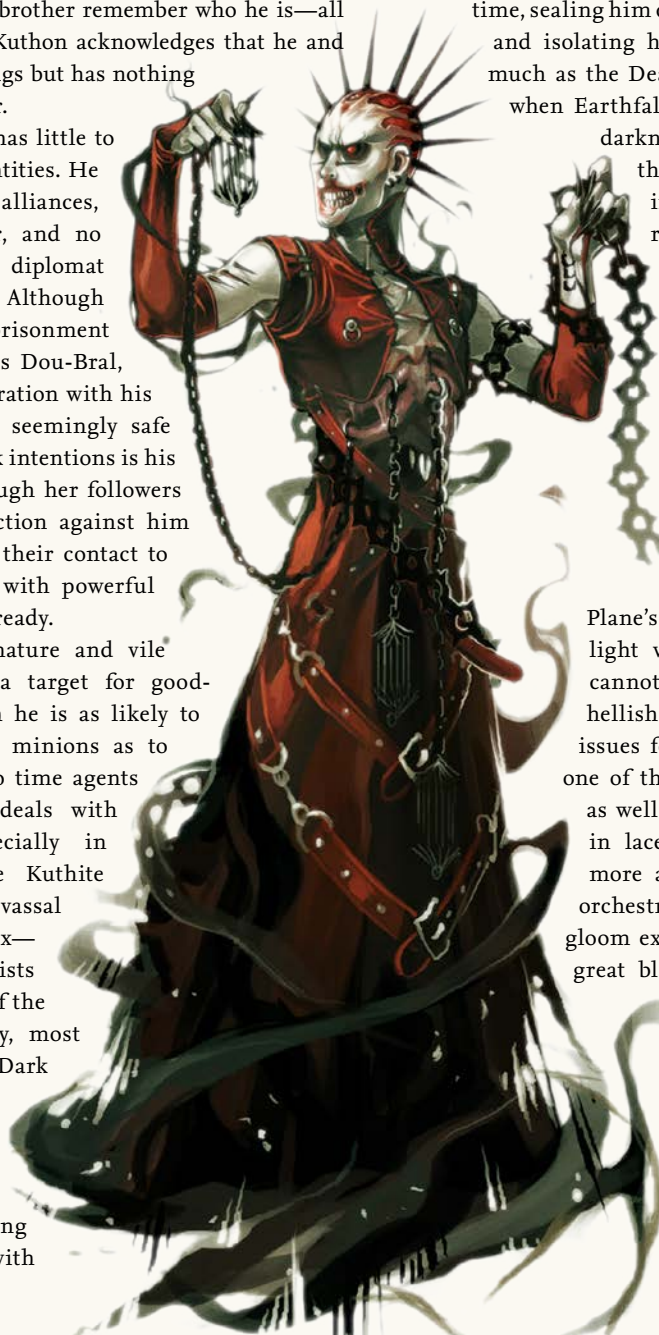 brother remember who he is—all
Kuthon acknowledges that he and
gs but has nothing
r.
has little to
tities. He
alliances,
r, and no
diplomat
Although
prisonment
s Dou-Bral,
ration with his
seemingly safe
k intentions is his
ugh her followers
ction against him
their contact to
with powerful
ready.
nature and vile
a target for good-
n he is as likely to
minions as to
o time agents
deals with
ecially in
e Kuthite
vassal
x—
ists
f the
y, most
Dark
ng
with
time, sealing him
and isolating h
much as the Des
when Earthfal
darkn
th
i
r
Plane's
light
cannot
hellish
issues f
one of th
as well
in lace
more a
orchestr
gloom ex
great bl